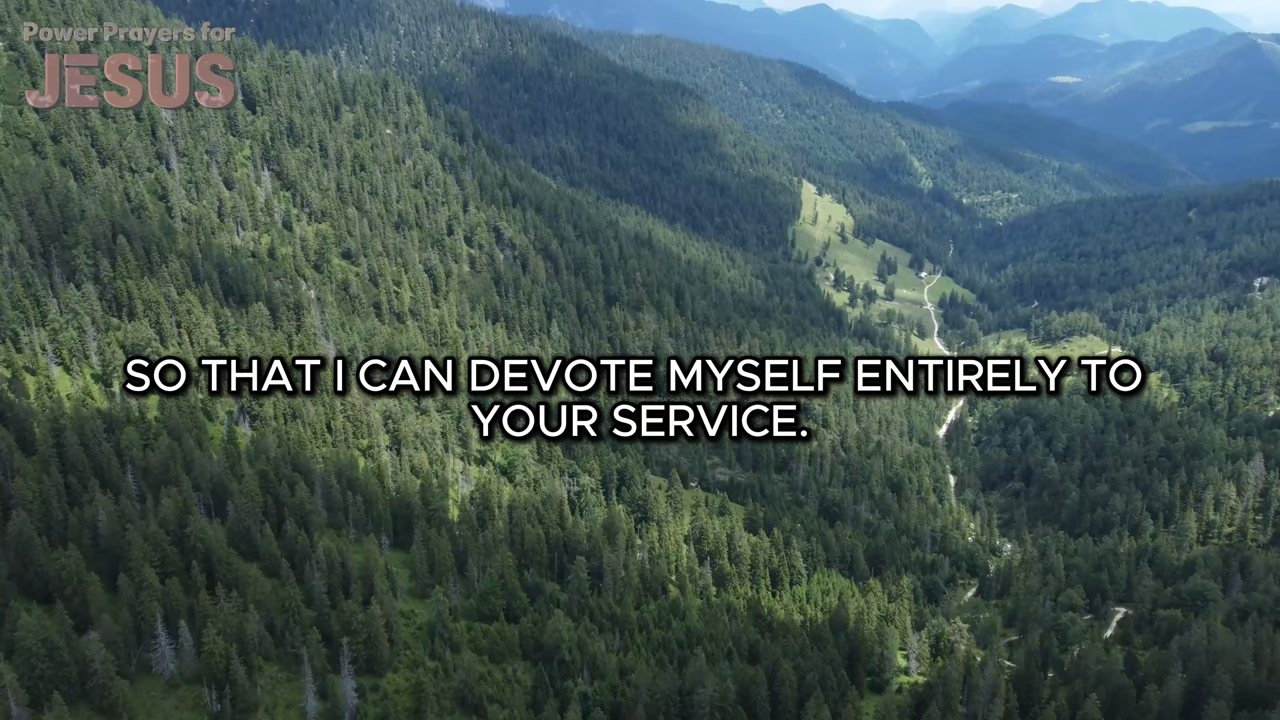 Power Prayers for
JESUS
SO THAT I CAN DEVOTE MYSELF ENTIRELY TO
YOUR SERVICE.